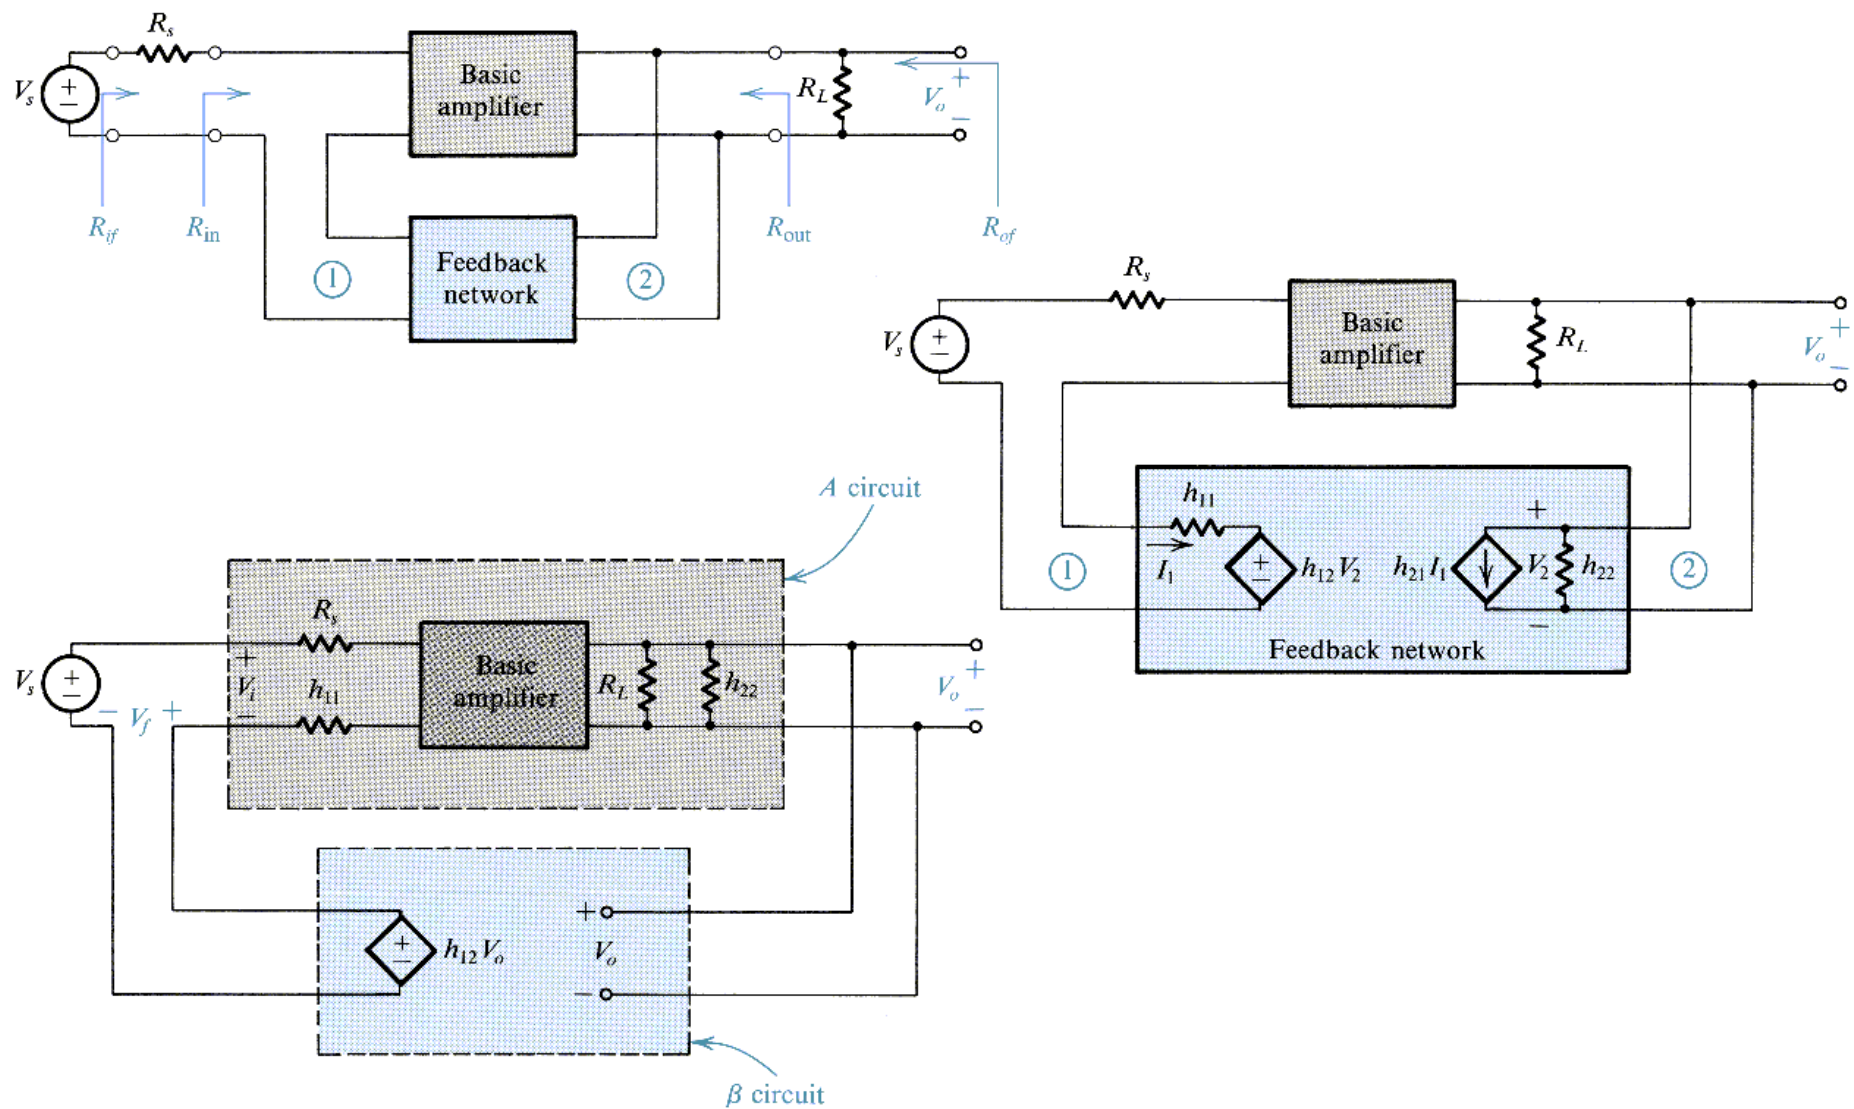 R_s
V_s
+
−
Basic
amplifier
R_L
+
V_o
−
R_if
R_in
R_out
R_of
Feedback
network
1
2
R_s
V_s
+
−
Basic
amplifier
R_L
+
V_o
−
h_11
I_1
+
−
h_12 V_2
h_21 I_1
+
V_2
−
h_22
1
2
Feedback network
A circuit
R_s
V_s
+
−
+
V_i
−
− V_f +
h_11
Basic
amplifier
R_L
h_22
+
V_o
−
+
−
h_12 V_o
+
V_o
−
β circuit